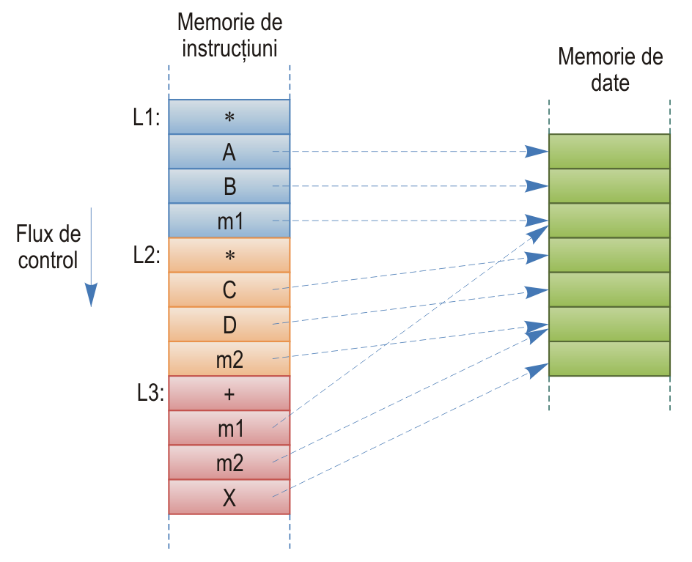 Memorie de
instrucțiuni
Memorie de
date
L1:
*
A
B
m1
Flux de
control
L2:
*
C
D
m2
L3:
+
m1
m2
X